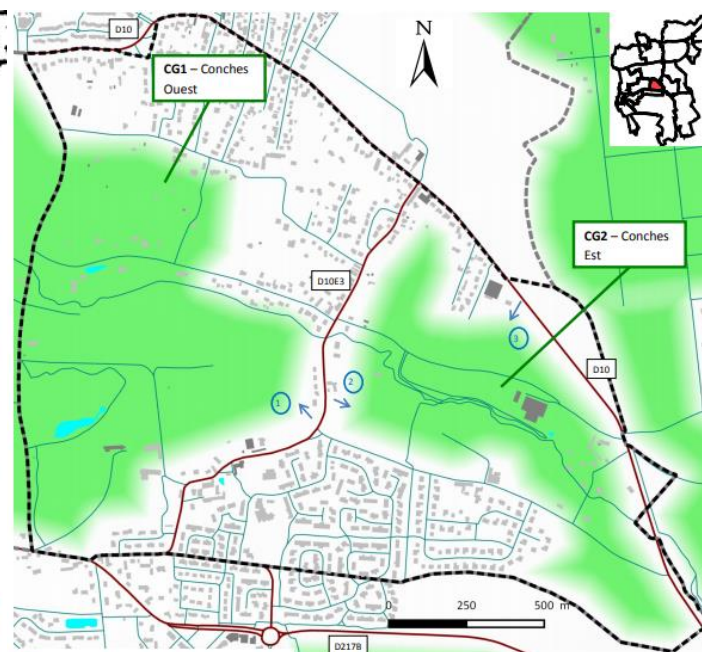 D10
N
CG1 – Conches
Ouest
CG2 – Conches
Est
D10E3
3
D10
2
1
0 250 500 m
D217B